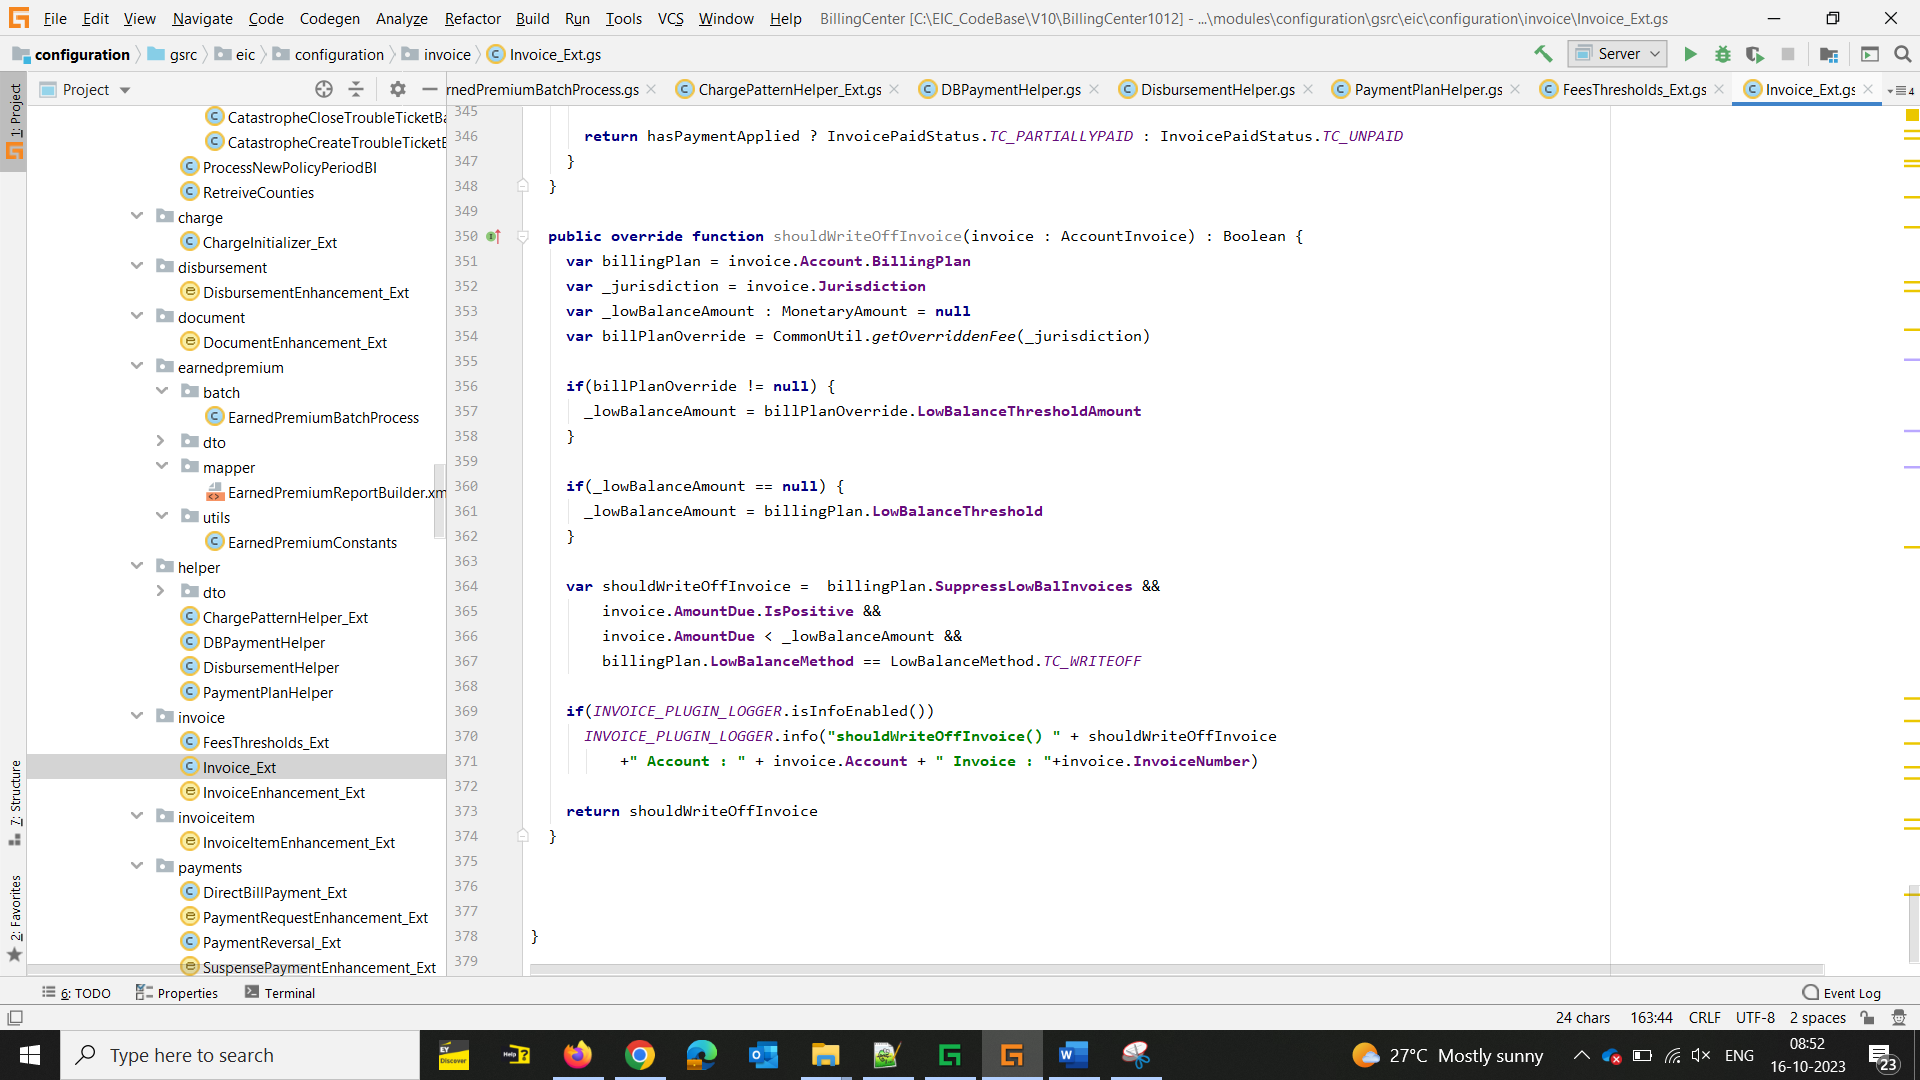 File Edit View Navigate Code Codegen Analyze Refactor Build Run Tools VCS Window Help BillingCenter [C:\EIC_CodeBase\V10\BillingCenter1012] - ...\modules\configuration\gsrc\eic\configuration\invoice\Invoice_Ext.gs
configuration gsrc eic configuration invoice Invoice_Ext.gs Server
Project rnedPremiumBatchProcess.gs ChargePatternHelper_Ext.gs DBPaymentHelper.gs DisbursementHelper.gs PaymentPlanHelper.gs FeesThresholds_Ext.gs Invoice_Ext.gs 4
1: Project
7: Structure
2: Favorites
CatastropheCloseTroubleTicketBa
CatastropheCreateTroubleTicketB
ProcessNewPolicyPeriodBI
RetreiveCounties
charge
ChargeInitializer_Ext
disbursement
DisbursementEnhancement_Ext
document
DocumentEnhancement_Ext
earnedpremium
batch
EarnedPremiumBatchProcess
dto
mapper
EarnedPremiumReportBuilder.xm
utils
EarnedPremiumConstants
helper
dto
ChargePatternHelper_Ext
DBPaymentHelper
DisbursementHelper
PaymentPlanHelper
invoice
FeesThresholds_Ext
Invoice_Ext
InvoiceEnhancement_Ext
invoiceitem
InvoiceItemEnhancement_Ext
payments
DirectBillPayment_Ext
PaymentRequestEnhancement_Ext
PaymentReversal_Ext
SuspensePaymentEnhancement_Ext
345
346 return hasPaymentApplied ? InvoicePaidStatus.TC_PARTIALLYPAID : InvoicePaidStatus.TC_UNPAID
347 }
348 }
349
350 public override function shouldWriteOffInvoice(invoice : AccountInvoice) : Boolean {
351 var billingPlan = invoice.Account.BillingPlan
352 var _jurisdiction = invoice.Jurisdiction
353 var _lowBalanceAmount : MonetaryAmount = null
354 var billPlanOverride = CommonUtil.getOverriddenFee(_jurisdiction)
355
356 if(billPlanOverride != null) {
357 _lowBalanceAmount = billPlanOverride.LowBalanceThresholdAmount
358 }
359
360 if(_lowBalanceAmount == null) {
361 _lowBalanceAmount = billingPlan.LowBalanceThreshold
362 }
363
364 var shouldWriteOffInvoice =  billingPlan.SuppressLowBalInvoices &&
365 invoice.AmountDue.IsPositive &&
366 invoice.AmountDue < _lowBalanceAmount &&
367 billingPlan.LowBalanceMethod == LowBalanceMethod.TC_WRITEOFF
368
369 if(INVOICE_PLUGIN_LOGGER.isInfoEnabled())
370 INVOICE_PLUGIN_LOGGER.info("shouldWriteOffInvoice() " + shouldWriteOffInvoice
371 +" Account : " + invoice.Account + " Invoice : "+invoice.InvoiceNumber)
372
373 return shouldWriteOffInvoice
374 }
375
376
377
378 }
379
6: TODO Properties Terminal Event Log
24 chars 163:44 CRLF UTF-8 2 spaces
Type here to search EY Discover Help ? 27°C Mostly sunny ENG 08:52
16-10-2023 23